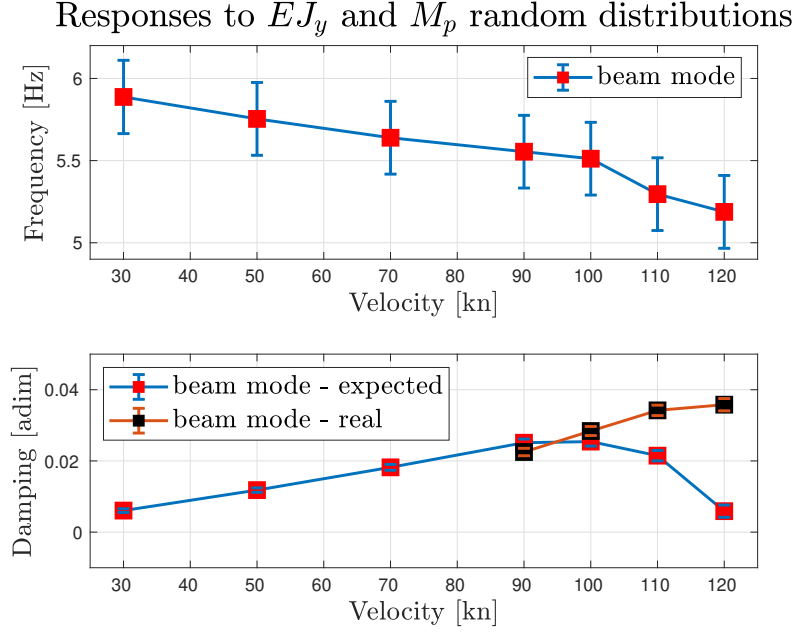 Responses to EJy and Mp random distributions
beam mode
Frequency [Hz]
6
5.5
5
30 40 50 60 70 80 90 100 110 120
Velocity [kn]
beam mode - expected
beam mode - real
Damping [adim]
0.04
0.02
0
30 40 50 60 70 80 90 100 110 120
Velocity [kn]